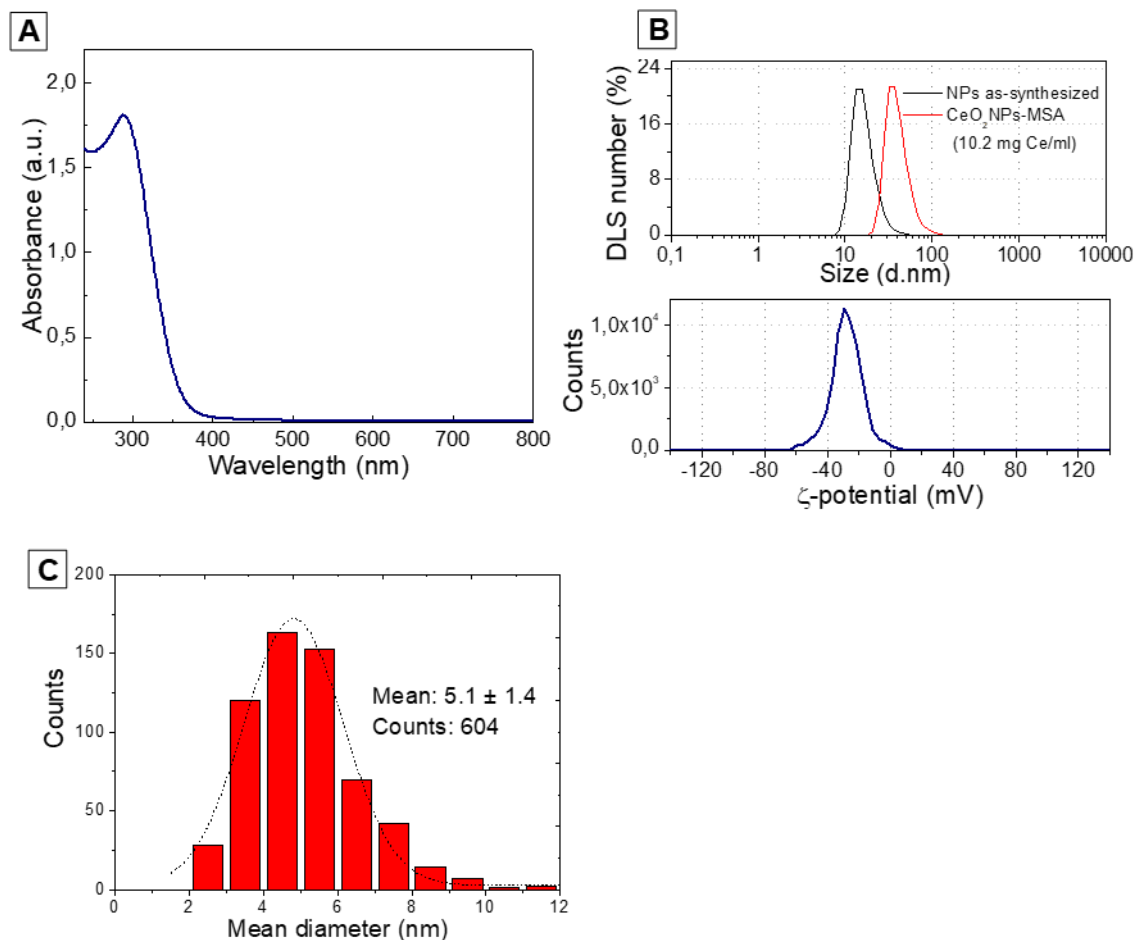 A
2,0
1,5
1,0
0,5
0,0
Absorbance (a.u.)
300 400 500 600 700 800
Wavelength (nm)
B
24
16
8
0
DLS number (%)
NPs as-synthesized
CeO2NPs-MSA
(10.2 mg Ce/ml)
0,1 1 10 100 1000 10000
Size (d.nm)
1,0x10⁴
5,0x10³
0,0
Counts
-120 -80 -40 0 40 80 120
ζ-potential (mV)
C
200
150
100
50
0
Counts
Mean: 5.1 ± 1.4
Counts: 604
0 2 4 6 8 10 12
Mean diameter (nm)